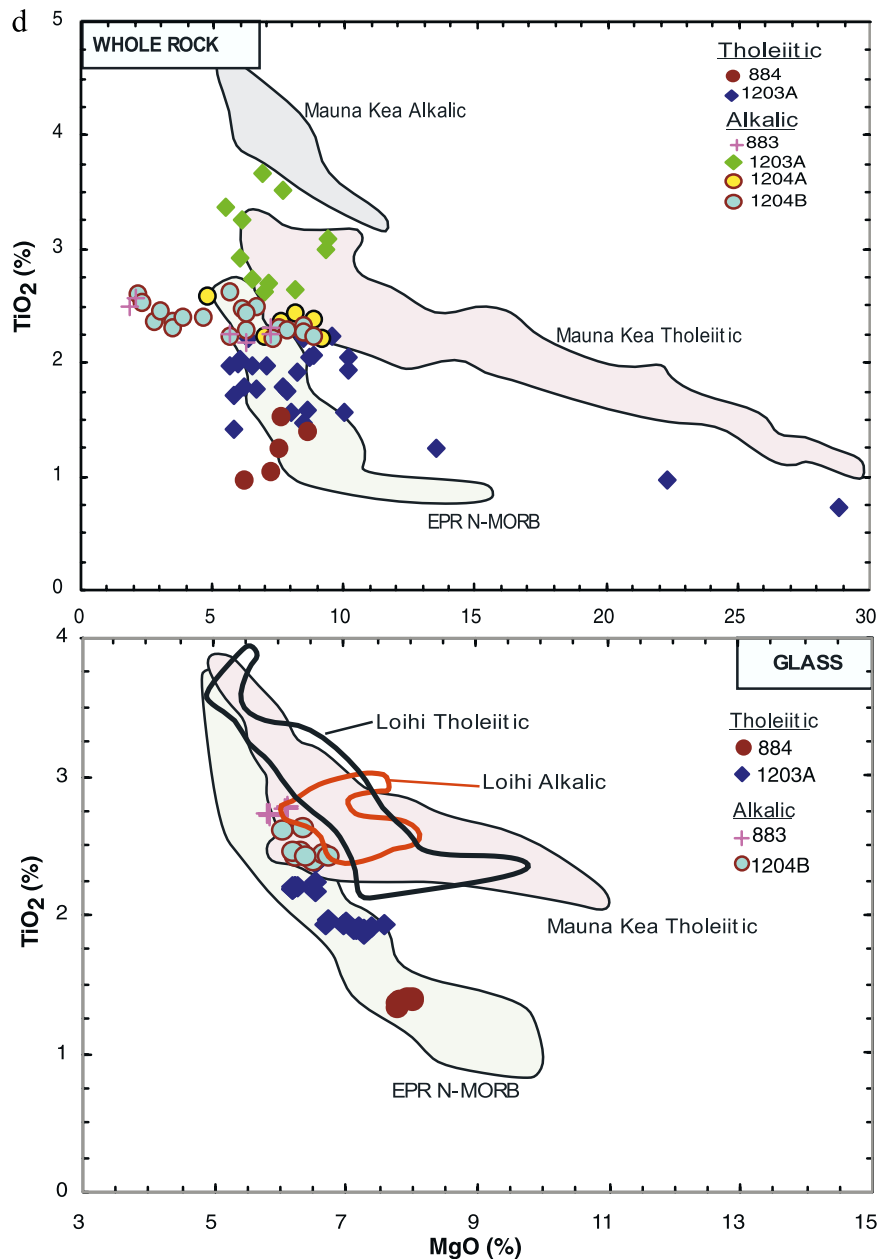 d
5
WHOLE ROCK
Tholeiitic
884
1203A
Alkalic
883
1203A
1204A
1204B
Mauna Kea Alkalic
4
3
2
1
0
TiO2 (%)
Mauna Kea Tholeiitic
EPR N-MORB
0 5 10 15 20 25 30
4
GLASS
Tholeiitic
884
1203A
Alkalic
883
1204B
Loihi Tholeiitic
Loihi Alkalic
3
2
1
0
TiO2 (%)
Mauna Kea Tholeiitic
EPR N-MORB
3 5 7 9 11 13 15
MgO (%)